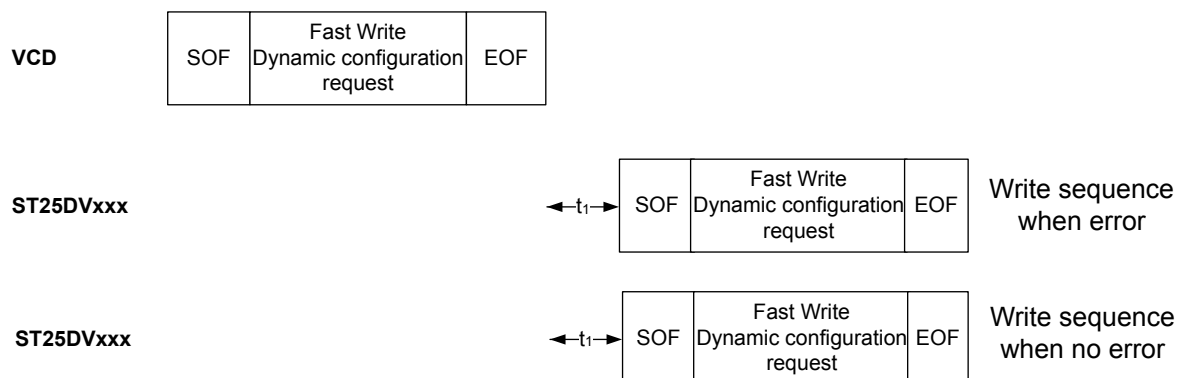 VCD
SOF
Fast Write
Dynamic configuration
request
EOF
ST25DVxxx
t1
SOF
Fast Write
Dynamic configuration
request
EOF
Write sequence
when error
ST25DVxxx
t1
SOF
Fast Write
Dynamic configuration
request
EOF
Write sequence
when no error